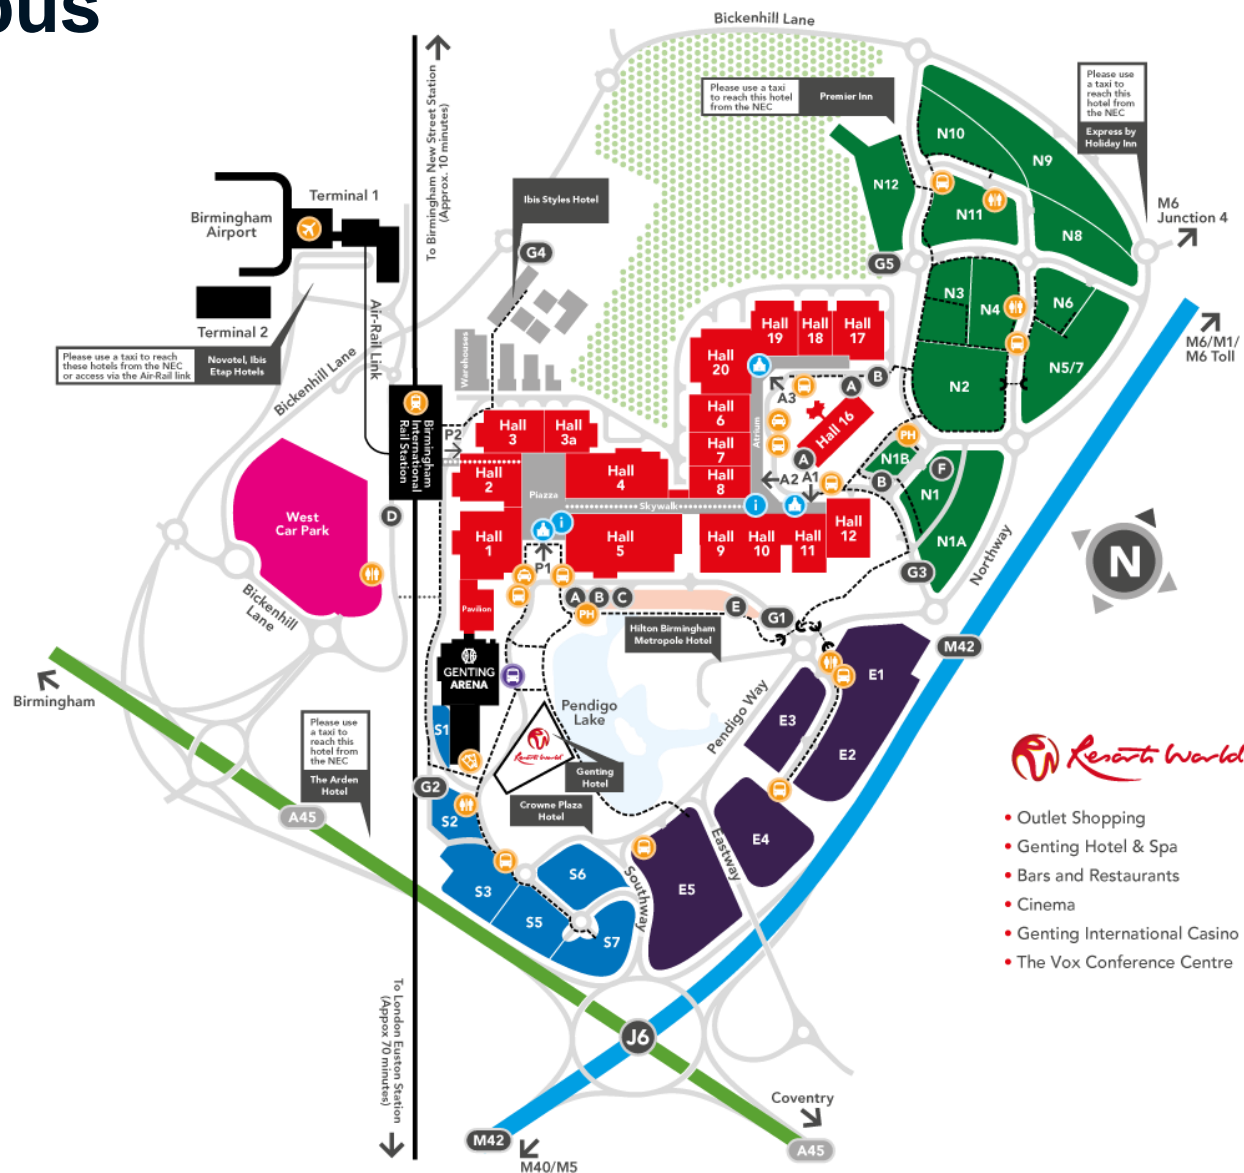 Bickenhill Lane
To Birmingham New Street Station
(Approx. 10 minutes)
Please use a taxi
to reach this hotel
from the NEC
Premier Inn
Please use
a taxi to
reach this
hotel from
the NEC
Express by
Holiday Inn
N10
N9
N12
N11
N8
M6
Junction 4
Terminal 1
Birmingham
Airport
Ibis Styles Hotel
G4
G5
N3
N4
N6
N5/7
N2
M6/M1/
M6 Toll
Terminal 2
Air-Rail Link
Please use a taxi to reach
these hotels from the NEC
or access via the Air-Rail link
Novotel, Ibis
Etap Hotels
Bickenhill Lane
Warehouses
Hall
19
Hall
18
Hall
17
Hall
20
A3
A
B
Hall
6
Hall
7
Hall
8
Atrium
Hall 16
A
A2
A1
PH
N1B
B
F
N1
N1A
Birmingham
International
Rail Station
P2
Hall
3
Hall
3a
Hall
2
Hall
4
Piazza
Skywalk
i
i
Hall
1
Hall
5
Hall
9
Hall
10
Hall
11
Hall
12
P1
West
Car Park
D
Bickenhill
Lane
G3
Northway
N
Pavilion
A
B
C
PH
E
G1
Hilton Birmingham
Metropole Hotel
M42
GENTING
ARENA
Pendigo
Lake
Pendigo Way
E1
E3
E2
Birmingham
Please use
a taxi to
reach this
hotel from
the NEC
The Arden
Hotel
S1
G2
Resorts World
Genting
Hotel
Crowne Plaza
Hotel
A45
S2
S3
S6
S5
S7
Southway
E5
Eastway
E4
Resorts World
• Outlet Shopping
• Genting Hotel & Spa
• Bars and Restaurants
• Cinema
• Genting International Casino
• The Vox Conference Centre
To London Euston Station
(Appox 70 minutes)
J6
Coventry
A45
M42
M40/M5